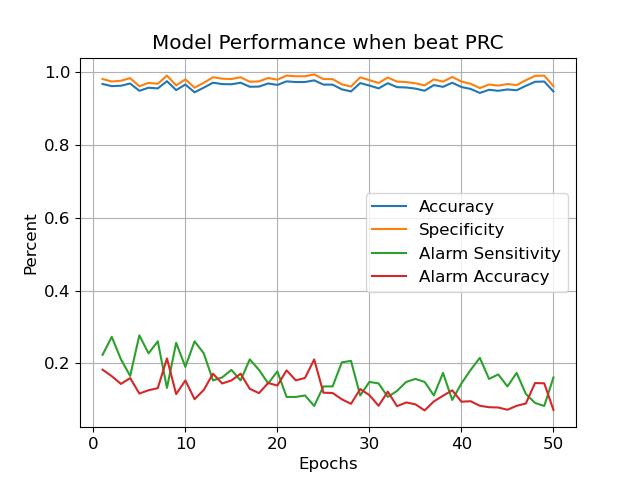 Model Performance when beat PRC
1.0
0.8
0.6
0.4
0.2
Percent
Accuracy
Specificity
Alarm Sensitivity
Alarm Accuracy
0 10 20 30 40 50
Epochs